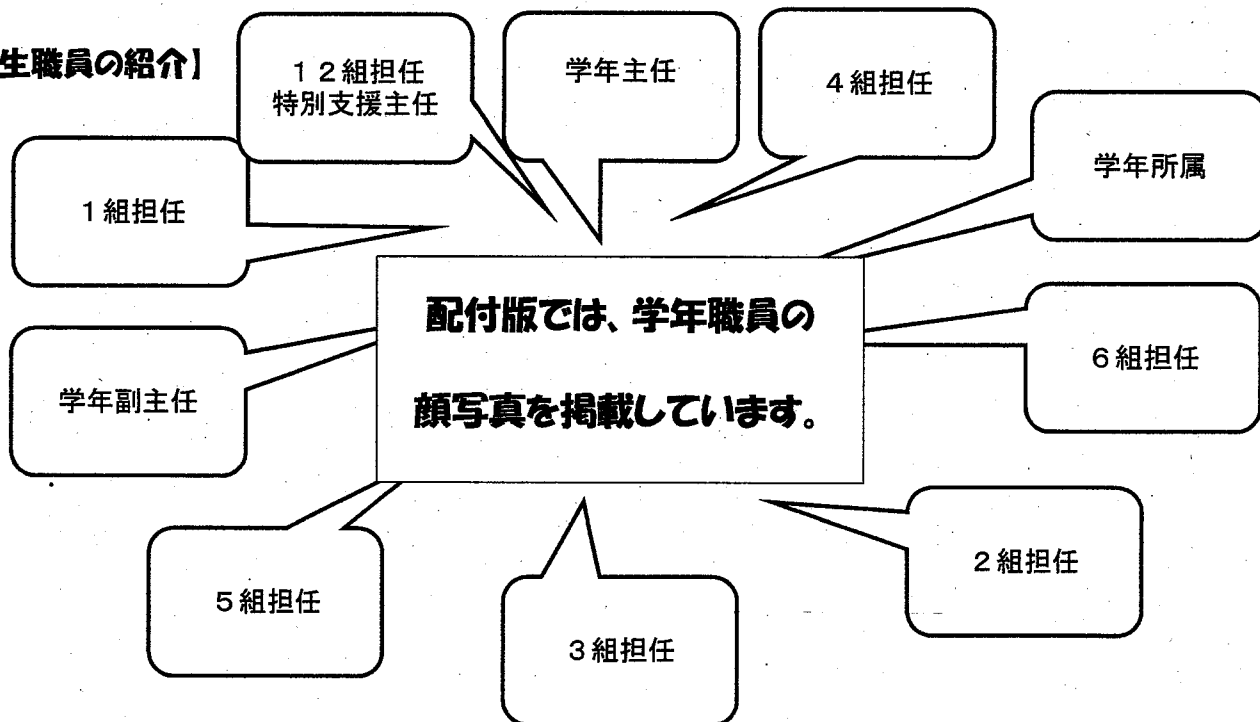 生職員の紹介】
１２組担任
特別支援主任
学年主任
４組担任
学年所属
１組担任
配付版では、学年職員の
顔写真を掲載しています。
６組担任
学年副主任
２組担任
５組担任
３組担任